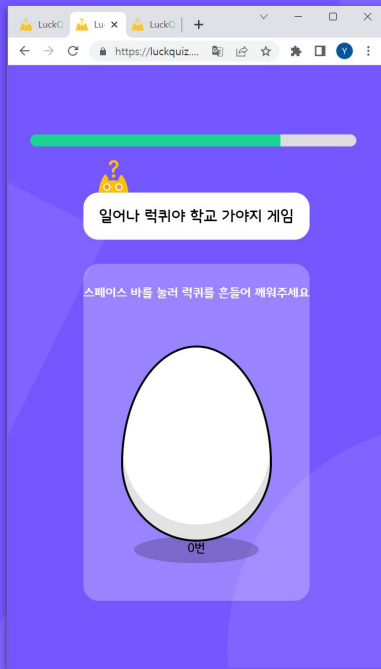 LuckQ
Lu
LuckQ
https://luckquiz....
Y
?
일어나 럭퀴야 학교 가야지 게임
스페이스 바를 눌러 럭퀴를 흔들어 깨워주세요
0번